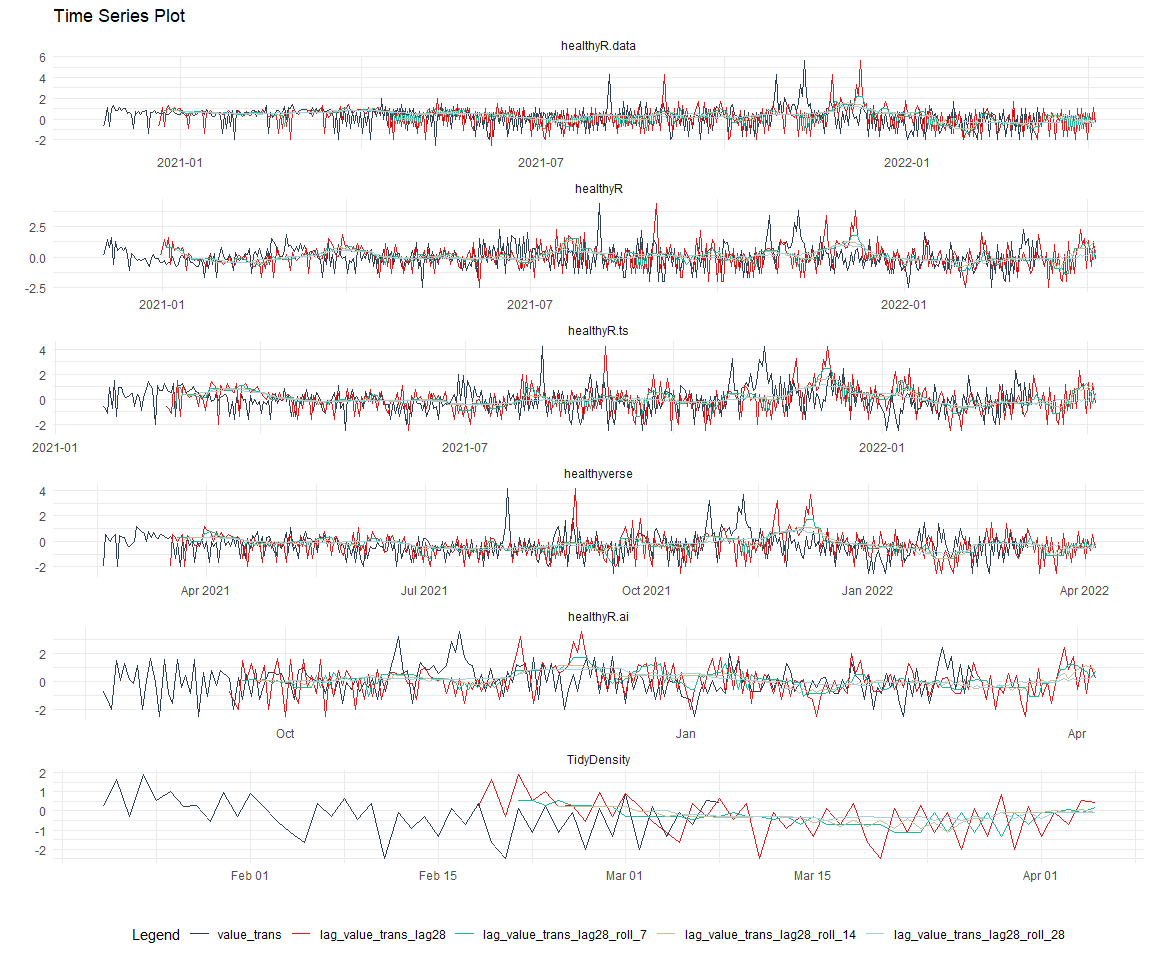 Time Series Plot
healthyR.data
6
4
2
0
-2
2021-01 2021-07 2022-01
healthyR
2.5
0.0
-2.5
2021-01 2021-07 2022-01
healthyR.ts
4
2
0
-2
2021-01 2021-07 2022-01
healthyverse
4
2
0
-2
Apr 2021 Jul 2021 Oct 2021 Jan 2022 Apr 2022
healthyR.ai
2
0
-2
Oct Jan Apr
TidyDensity
2
1
0
-1
-2
Feb 01 Feb 15 Mar 01 Mar 15 Apr 01
Legend value_trans lag_value_trans_lag28 lag_value_trans_lag28_roll_7 lag_value_trans_lag28_roll_14 lag_value_trans_lag28_roll_28